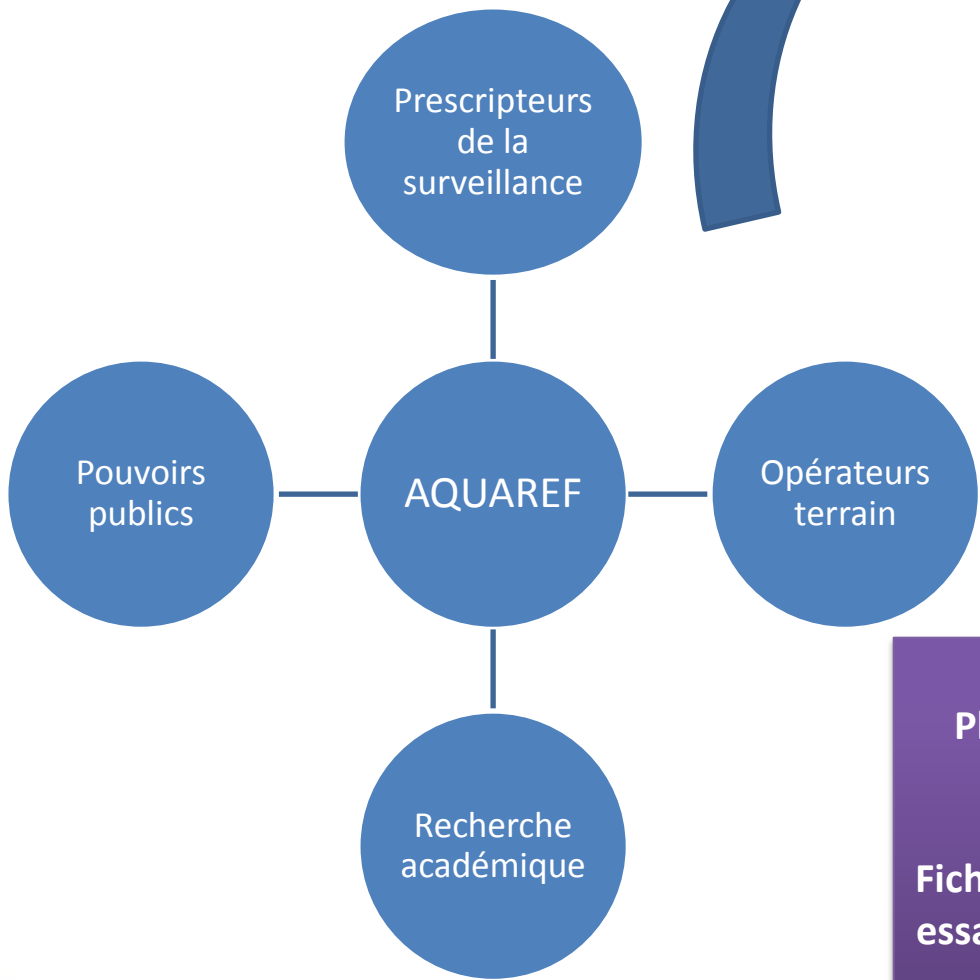 Prescripteurs
de la
surveillance
Pouvoirs
publics
AQUAREF
Opérateurs
terrain
Recherche
académique